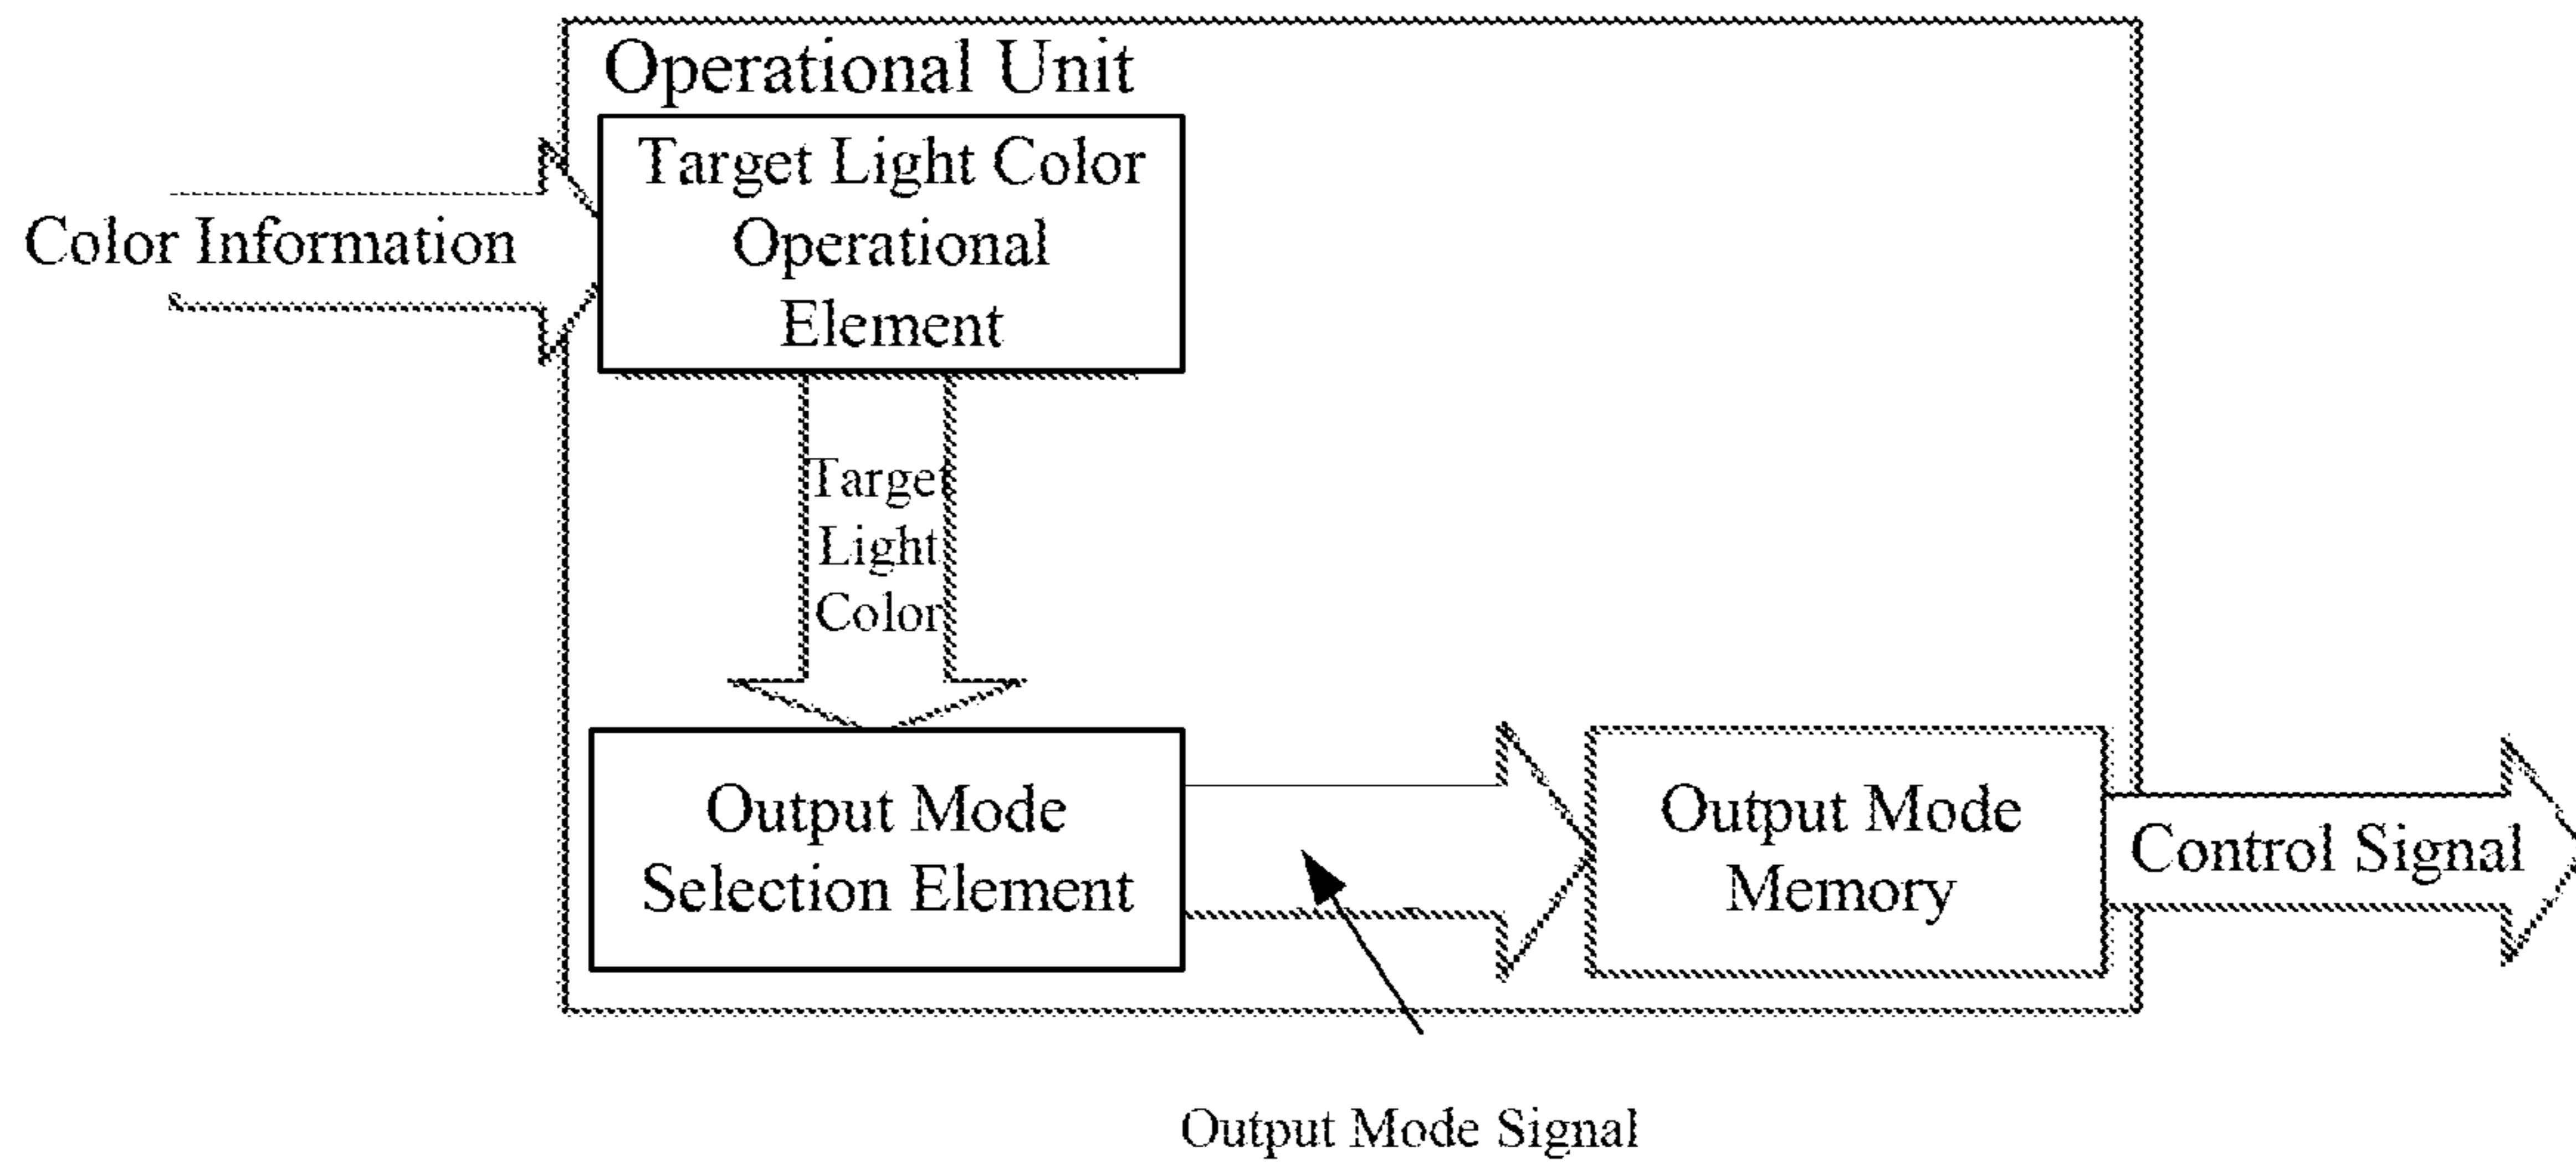 Operational Unit
Target Light Color
Operational
Element
Color Information
Target
Light
Color
Output Mode
Selection Element
Output Mode
Memory
Control Signal
Output Mode Signal